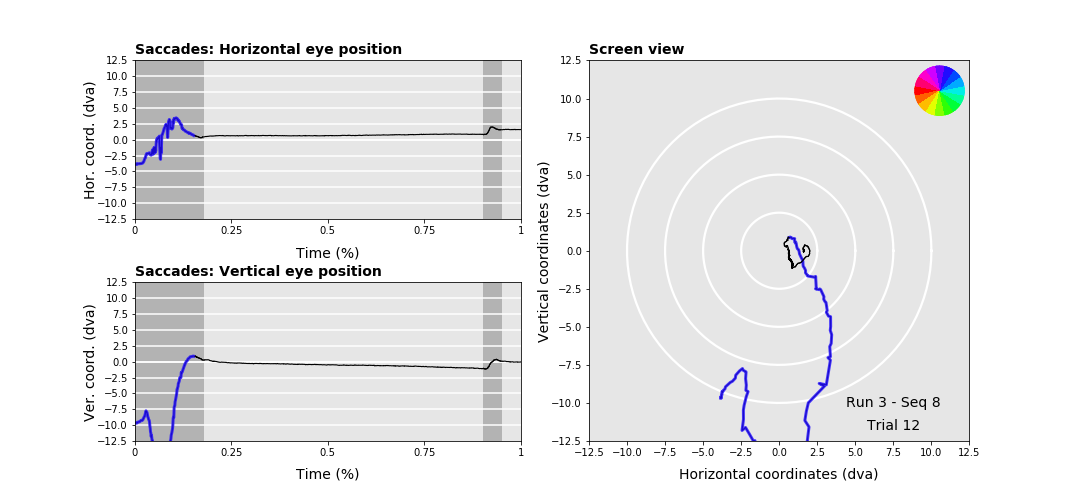 Saccades: Horizontal eye position
12.5
10.0
7.5
5.0
2.5
0.0
−2.5
−5.0
−7.5
−10.0
−12.5
Hor. coord. (dva)
0 0.25 0.5 0.75 1
Time (%)
Saccades: Vertical eye position
12.5
10.0
7.5
5.0
2.5
0.0
−2.5
−5.0
−7.5
−10.0
−12.5
Ver. coord. (dva)
0 0.25 0.5 0.75 1
Time (%)
Screen view
12.5
10.0
7.5
5.0
2.5
0.0
−2.5
−5.0
−7.5
−10.0
−12.5
Vertical coordinates (dva)
Run 3 - Seq 8
Trial 12
−12.5 −10.0 −7.5 −5.0 −2.5 0.0 2.5 5.0 7.5 10.0 12.5
Horizontal coordinates (dva)